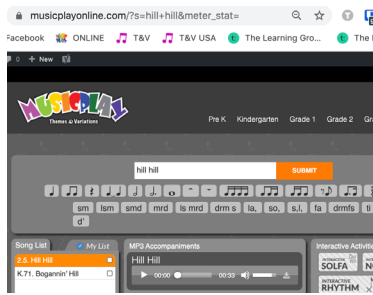 musicplayonline.com/?s=hill+hill&meter_stat=
Facebook ONLINE T&V T&V USA The Learning Gro... The
0 + New
MUSICPLAY
Themes & Variations
Pre K Kindergarten Grade 1 Grade 2 Gra
hill hill SUBMIT
sm lsm smd mrd ls mrd drm s la, so, s,l, fa drmfs ti
d'
Song List My List MP3 Accompaniments Interactive Activitie
2.5. Hill Hill Hill Hill
K.71. Bogannin' Hill 00:00 00:33
INTERACTIVE SOLFA
INTERACTIVE RHYTHM